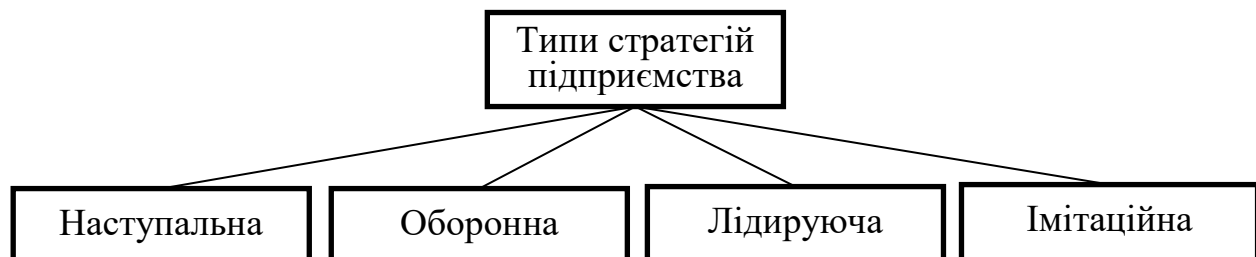 Типи стратегій
підприємства
Наступальна
Оборонна
Лідируюча
Імітаційна